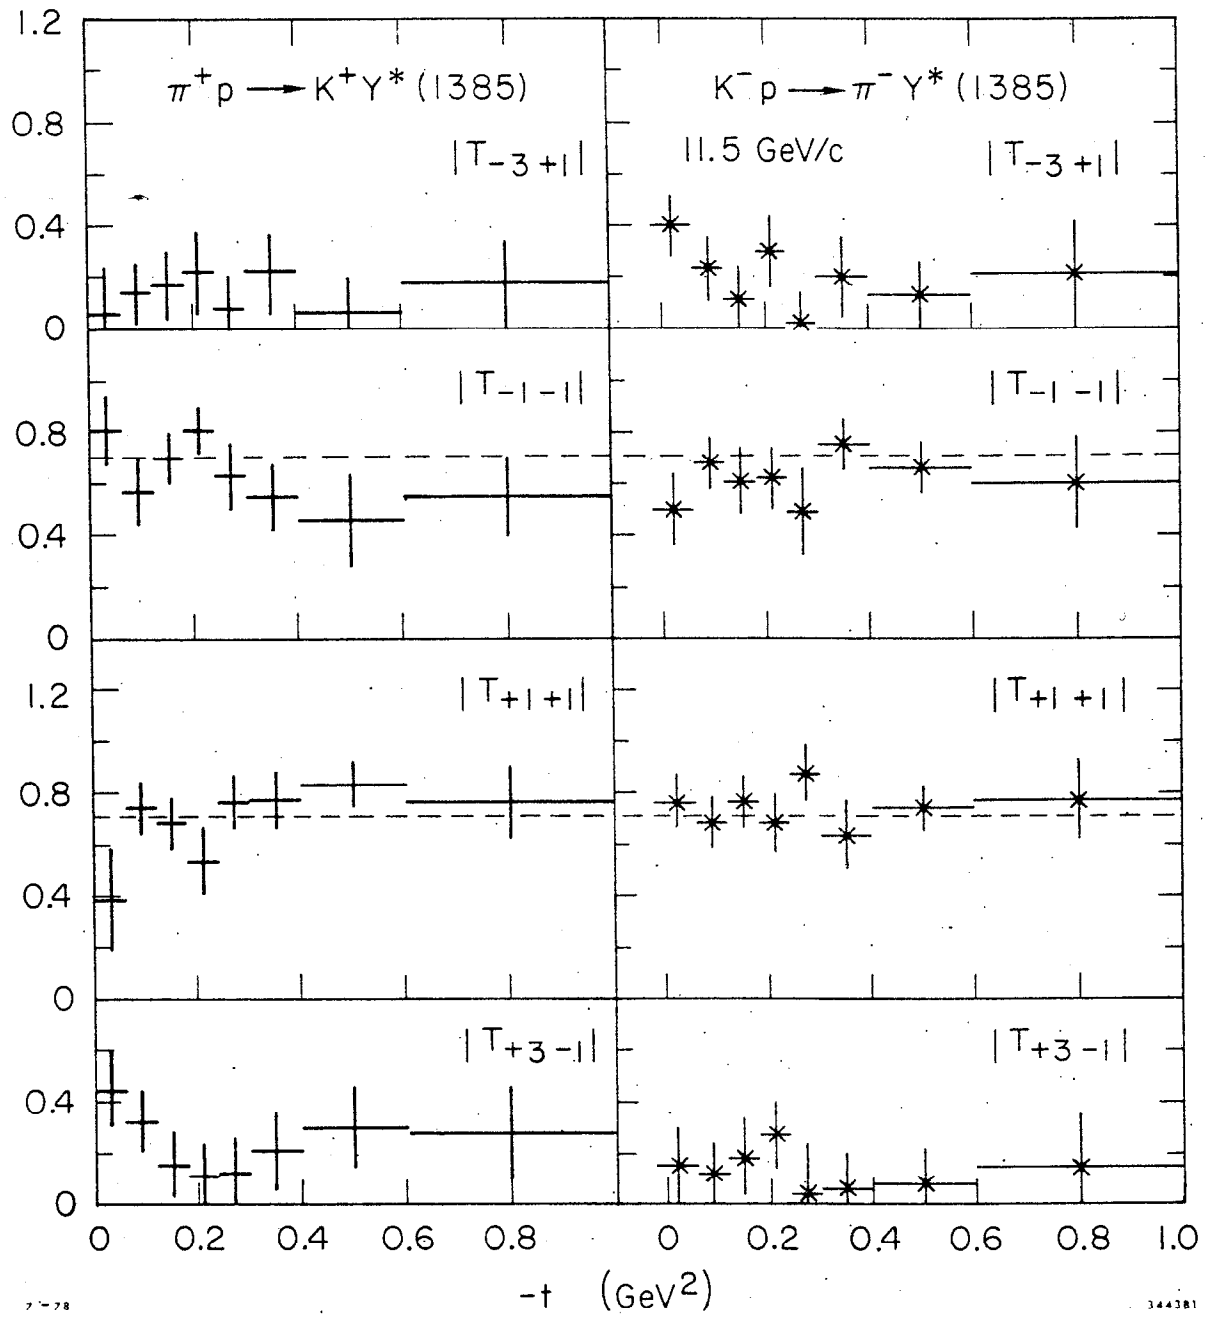 1.2
π⁺p → K⁺Y* (1385) K⁻p → π⁻Y* (1385)
0.8
|T₋₃₊₁| 11.5 GeV/c |T₋₃₊₁|
0.4
0
|T₋₁₋₁| |T₋₁₋₁|
0.8
0.4
0
1.2 |T₊₁₊₁| |T₊₁₊₁|
0.8
0.4
0
|T₊₃₋₁| |T₊₃₋₁|
0.4
0
0 0.2 0.4 0.6 0.8 0 0.2 0.4 0.6 0.8 1.0
-t (GeV²)
344381